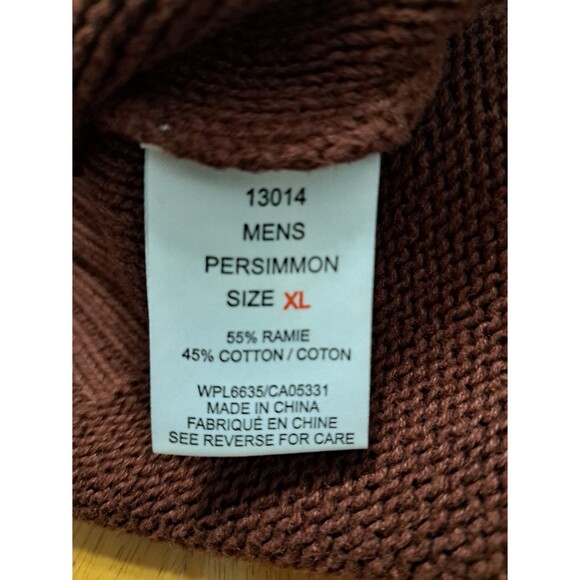 13014
MENS
PERSIMMON
SIZE XL
55% RAMIE
45% COTTON / COTON
WPL6635/CA05331
MADE IN CHINA
FABRIQUÉ EN CHINE
SEE REVERSE FOR CARE